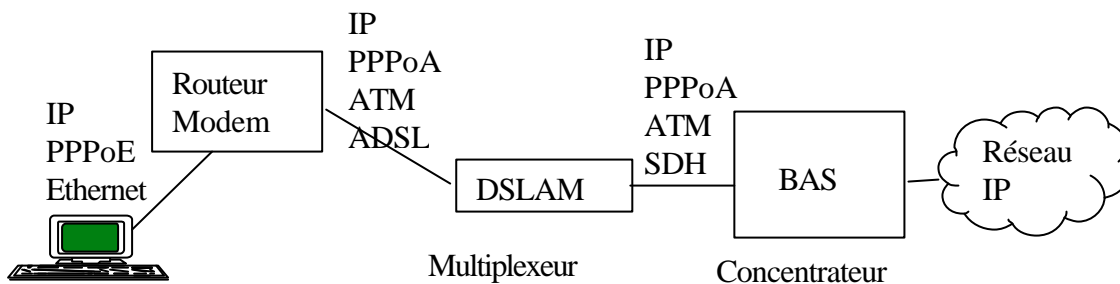 IP
PPPoE
Ethernet
Routeur
Modem
IP
PPPoA
ATM
ADSL
DSLAM
Multiplexeur
IP
PPPoA
ATM
SDH
BAS
Concentrateur
Réseau
IP